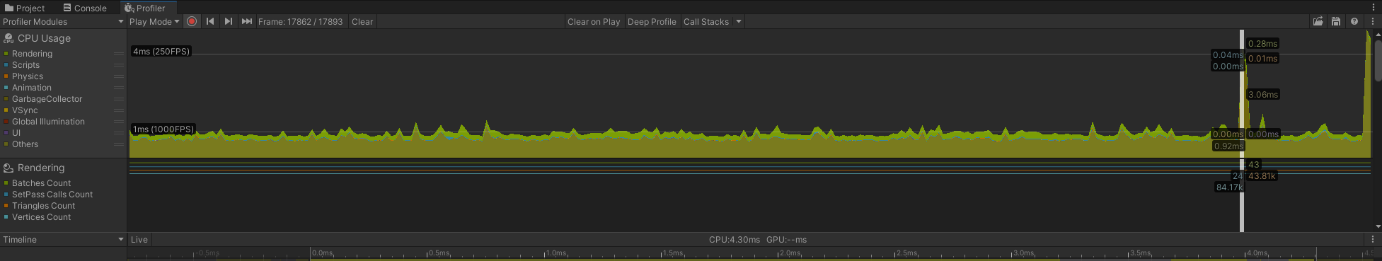 Project Console Profiler
Profiler Modules Play Mode Frame: 17862 / 17893 Clear Clear on Play Deep Profile Call Stacks
CPU Usage
Rendering
Scripts
Physics
Animation
GarbageCollector
VSync
Global Illumination
UI
Others
4ms (250FPS)
1ms (1000FPS)
0.28ms
0.04ms 0.01ms
0.00ms
3.06ms
0.00ms 0.00ms
0.92ms
Rendering
Batches Count
SetPass Calls Count
Triangles Count
Vertices Count
43
24 43.81k
84.17k
Timeline Live CPU:4.30ms GPU:--ms
-0.5ms 0.0ms 0.5ms 1.0ms 1.5ms 2.0ms 2.5ms 3.0ms 3.5ms 4.0ms